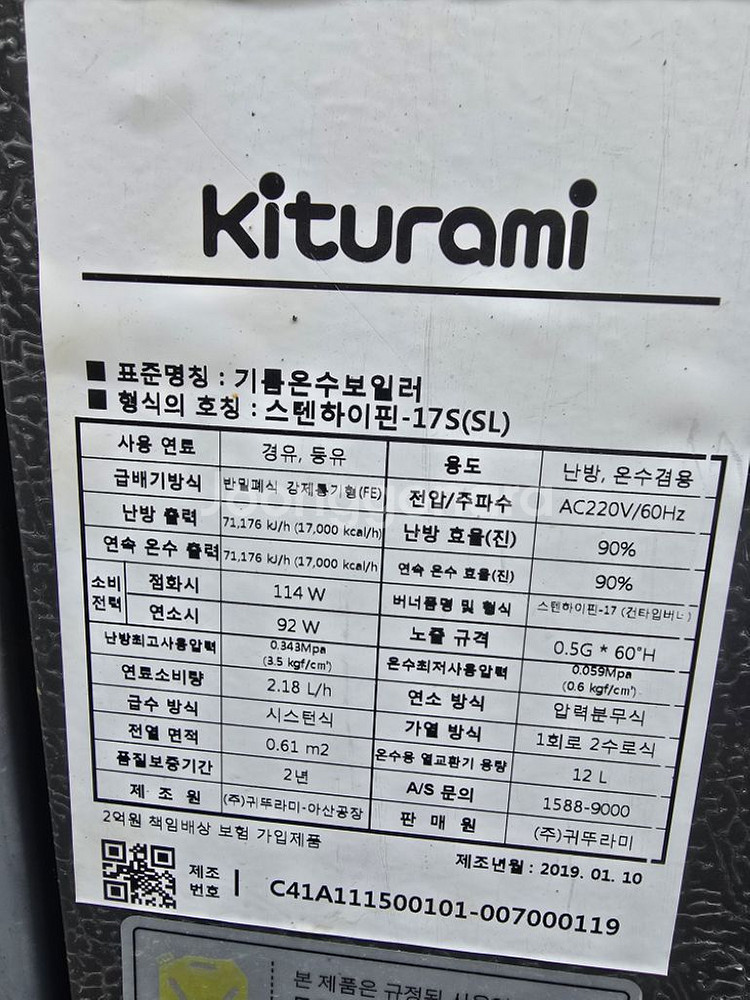 Kiturami
■ 표준명칭 : 기름온수보일러
■ 형식의 호칭 : 스텐하이핀-17S(SL)
사용 연료 경유, 등유 용도 난방, 온수겸용
급배기방식 반밀폐식 강제통기형(FE) 전압/주파수 AC220V/60Hz
난방 출력 71,176 kJ/h (17,000 kcal/h) 난방 효율(진) 90%
연속 온수 출력 71,176 kJ/h (17,000 kcal/h) 연속 온수 효율(진) 90%
소비 전력 점화시 114 W 버너품명 및 형식 스텐하이핀-17 (건타입버너)
연소시 92 W 노즐 규격 0.5G * 60°H
난방최고사용압력 0.343Mpa (3.5 kgf/cm²) 온수최저사용압력 0.059Mpa (0.6 kgf/cm²)
연료소비량 2.18 L/h 연소 방식 압력분무식
급수 방식 시스턴식 가열 방식 1회로 2수로식
전열 면적 0.61 m2 온수용 열교환기 용량 12 L
품질보증기간 2년 A/S 문의 1588-9000
제 조 원 (주)귀뚜라미-아산공장 판 매 원 (주)귀뚜라미
2억원 책임배상 보험 가입제품
제조년월 : 2019. 01. 10
제조 번호 | C41A111500101-007000119
본 제품은 규정된